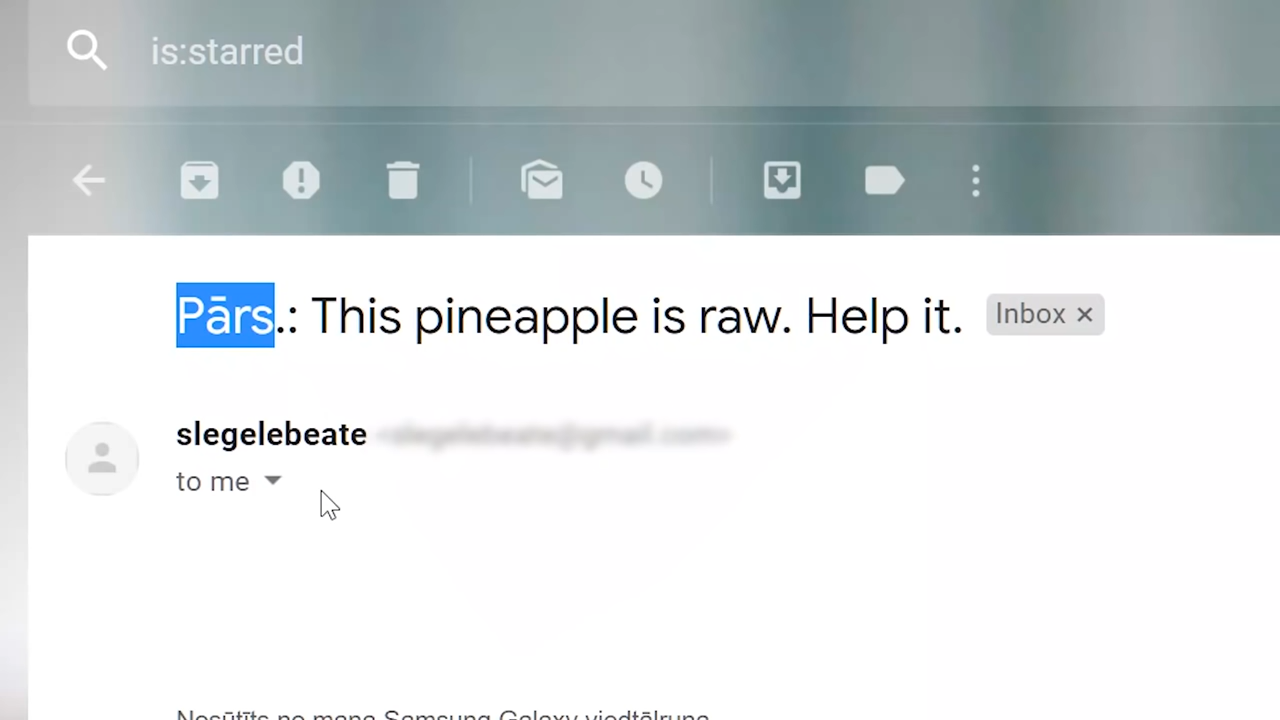 is:starred
Pārs.: This pineapple is raw. Help it. Inbox ×
slegelebeate
to me
Nosūtīts no mana Samsung Galaxy viedtālruņa